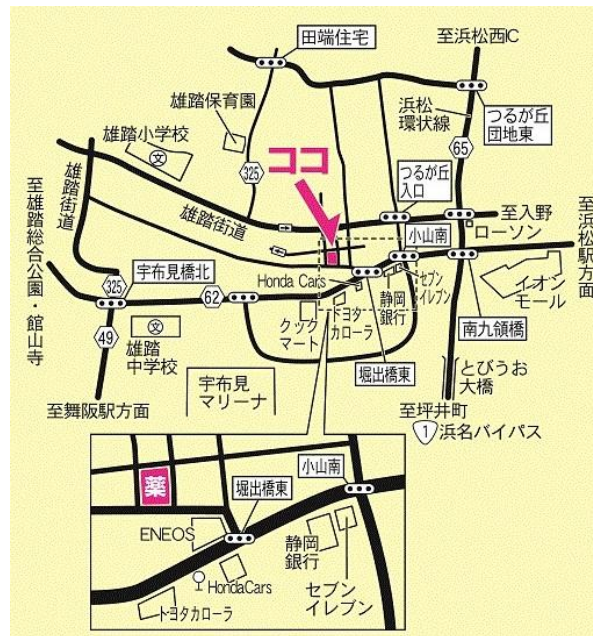 田端住宅
至浜松西IC
雄踏保育園
浜松
環状線
つるが丘
団地東
雄踏小学校
文
65
ココ
325
つるが丘
入口
雄踏街道
雄踏街道
至入野
ローソン
小山南
至浜松駅方面
至雄踏総合公園・館山寺
宇布見橋北
325
62
Honda Cars
セブン
イレブン
イオン
モール
49
文
雄踏
中学校
クック
マート
トヨタ
カローラ
静岡
銀行
南九領橋
堀出橋東
とびうお
大橋
宇布見
マリーナ
至舞阪駅方面
至坪井町
1
浜名バイパス
小山南
薬
堀出橋東
ENEOS
静岡
銀行
HondaCars
セブン
イレブン
トヨタカローラ